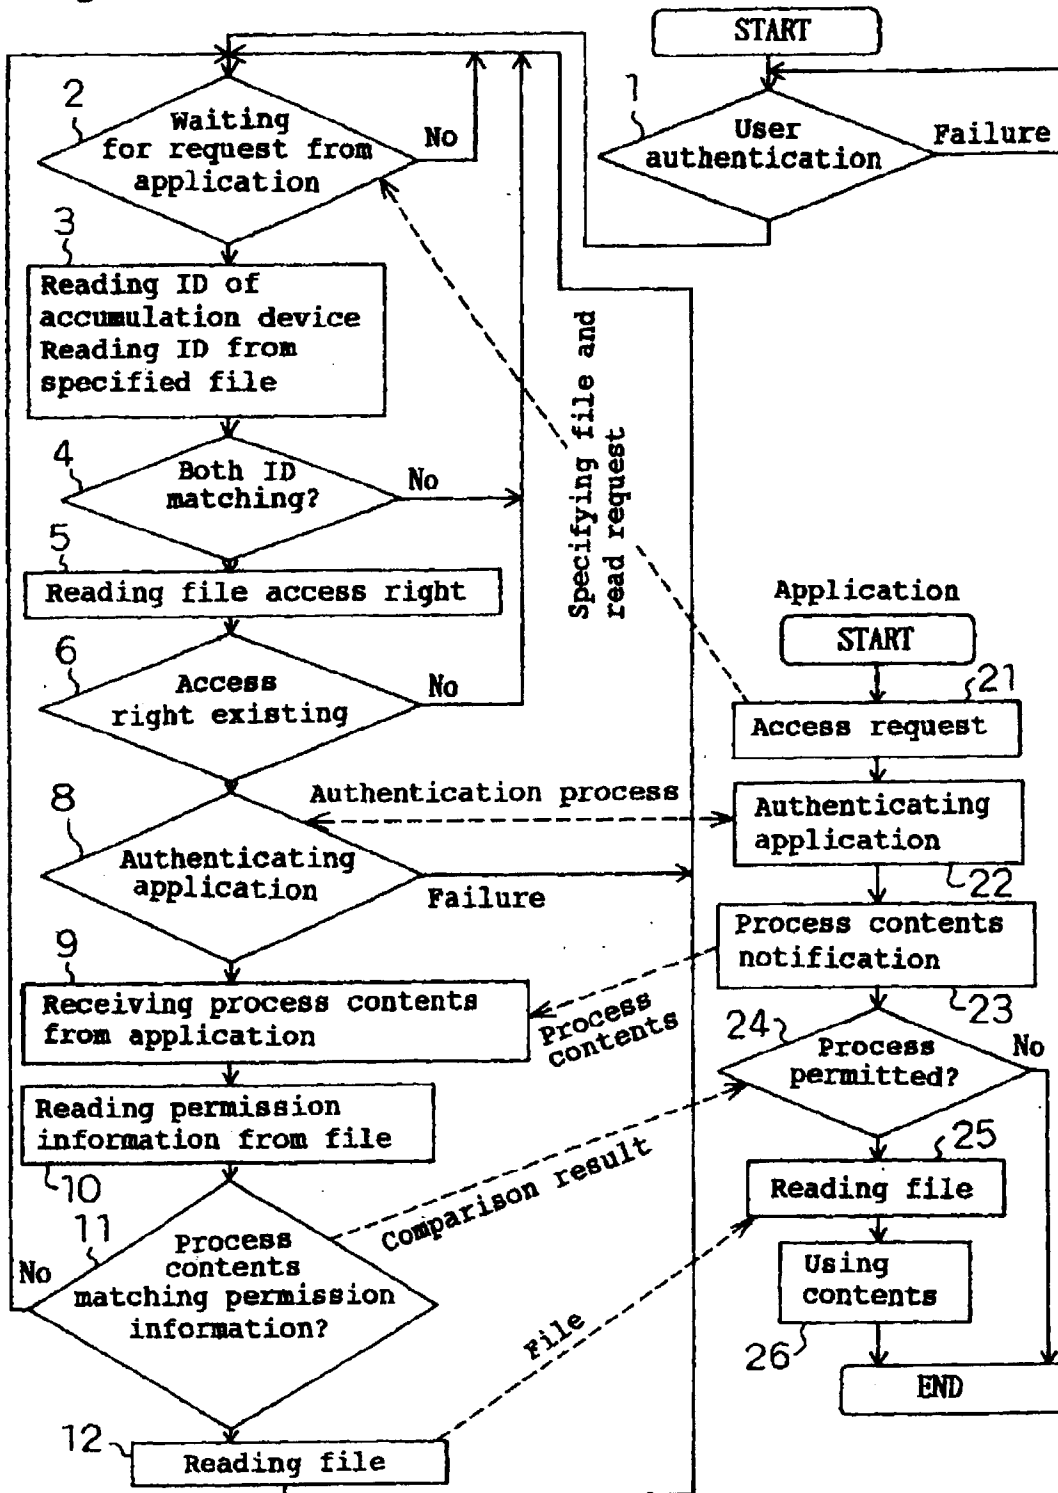 START
1
User
authentication
Failure
2
Waiting
for request from
application
No
3
Reading ID of
accumulation device
Reading ID from
specified file
4
Both ID
matching?
No
5
Reading file access right
6
Access
right existing
No
8
Authenticating
application
Failure
9
Receiving process contents
from application
Reading permission
information from file
10
11
Process
contents
matching permission
information?
No
12
Reading file
Specifying file and
read request
Authentication process
Process
contents
Comparison result
File
Application
START
21
Access request
Authenticating
application
22
Process contents
notification
23
24
Process
permitted?
No
25
Reading file
Using
contents
26
END